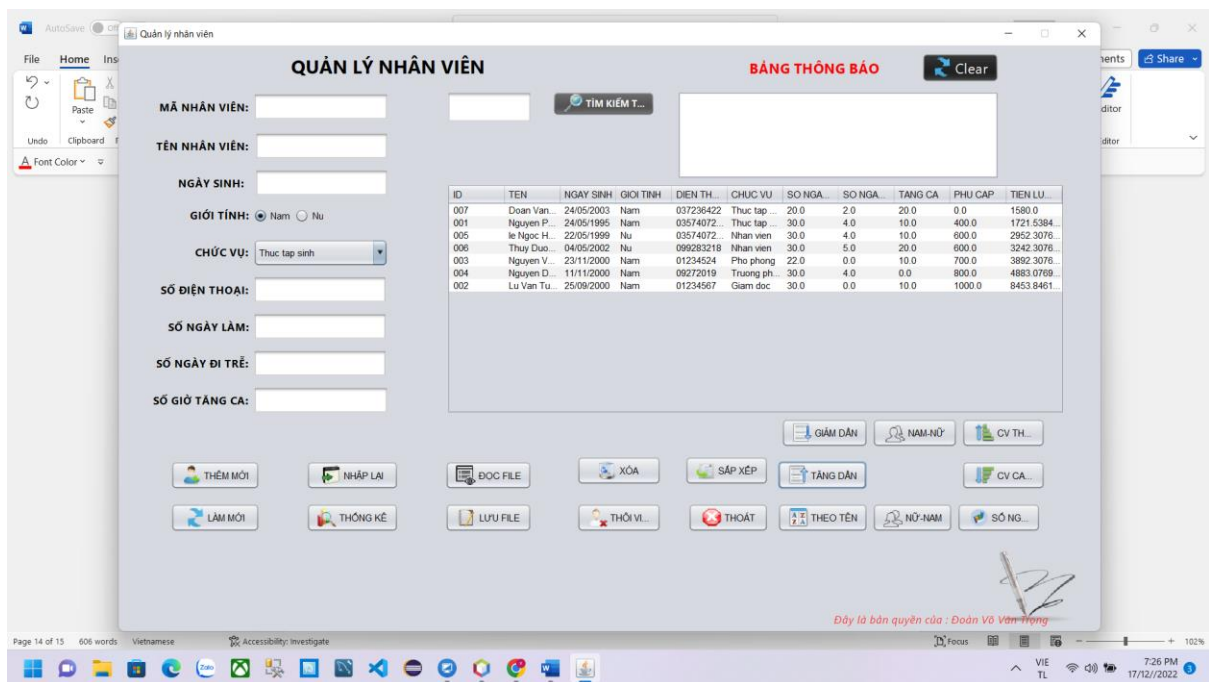 AutoSave Off
Quản lý nhân viên
File Home Ins
Share
Paste
Undo Clipboard
Font Color
QUẢN LÝ NHÂN VIÊN
BẢNG THÔNG BÁO
Clear
MÃ NHÂN VIÊN:
TÌM KIẾM T...
TÊN NHÂN VIÊN:
NGÀY SINH:
GIỚI TÍNH: Nam Nu
CHỨC VỤ: Thuc tap sinh
SỐ ĐIỆN THOẠI:
SỐ NGÀY LÀM:
SỐ NGÀY ĐI TRỄ:
SỐ GIỜ TĂNG CA:
ID TEN NGAY SINH GIOI TINH DIEN TH... CHUC VU SO NGA... SO NGA... TANG CA PHU CAP TIEN LU...
007 Doan Van... 24/05/2003 Nam 037236422 Thuc tap ... 20.0 2.0 20.0 0.0 1580.0
001 Nguyen P... 24/05/1995 Nam 03574072... Thuc tap ... 30.0 4.0 10.0 400.0 1721.5384...
005 le Ngoc H... 22/05/1999 Nu 03574072... Nhan vien 30.0 4.0 10.0 600.0 2952.3076...
006 Thuy Duo... 04/05/2002 Nu 099283218 Nhan vien 30.0 5.0 20.0 600.0 3242.3076...
003 Nguyen V... 23/11/2000 Nam 01234524 Pho phong 22.0 0.0 10.0 700.0 3892.3076...
004 Nguyen D... 11/11/2000 Nam 09272019 Truong ph... 30.0 4.0 0.0 800.0 4883.0769...
002 Lu Van Tu... 25/09/2000 Nam 01234567 Giam doc 30.0 0.0 10.0 1000.0 8453.8461...
GIẢM DẦN NAM-NỮ CV TH...
THÊM MỚI NHẬP LẠI ĐỌC FILE XÓA SẮP XẾP TĂNG DẦN CV CA...
LÀM MỚI THỐNG KÊ LƯU FILE THÔI VI... THOÁT THEO TÊN NỮ-NAM SỐ NG...
Đây là bản quyền của : Đoàn Võ Văn Trọng
Page 14 of 15 606 words Vietnamese Accessibility: Investigate Focus 102%
Zalo
VIE
TL
7:26 PM
17/12//2022
3